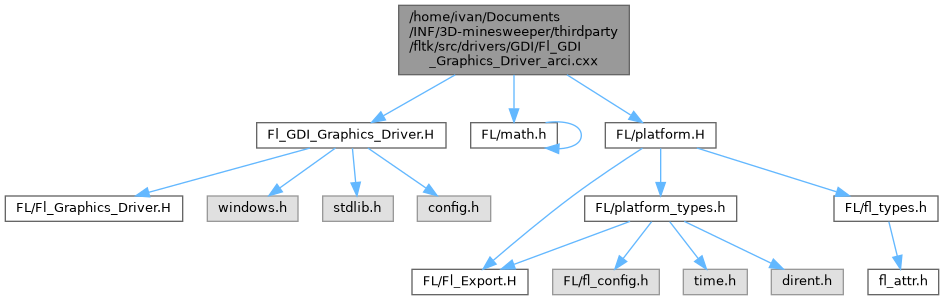 /home/ivan/Documents
/INF/3D-minesweeper/thirdparty
/fltk/src/drivers/GDI/Fl_GDI
_Graphics_Driver_arci.cxx
Fl_GDI_Graphics_Driver.H
FL/math.h
FL/platform.H
FL/Fl_Graphics_Driver.H
windows.h
stdlib.h
config.h
FL/platform_types.h
FL/fl_types.h
FL/Fl_Export.H
FL/fl_config.h
time.h
dirent.h
fl_attr.h